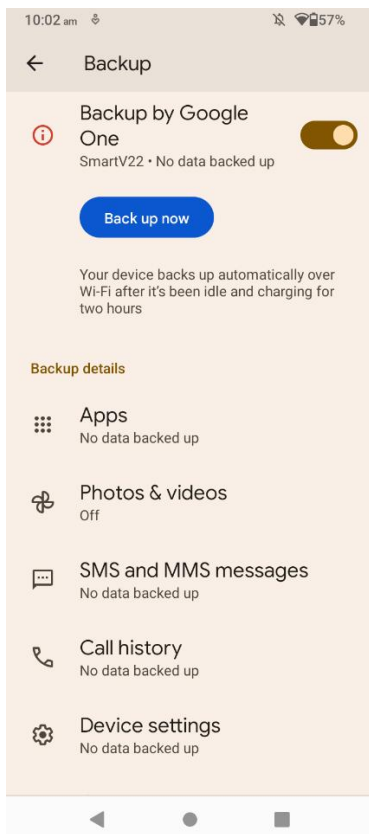 10:02 am 57%
Backup
Backup by Google
One
SmartV22 • No data backed up
Back up now
Your device backs up automatically over
Wi-Fi after it's been idle and charging for
two hours
Backup details
Apps
No data backed up
Photos & videos
Off
SMS and MMS messages
No data backed up
Call history
No data backed up
Device settings
No data backed up